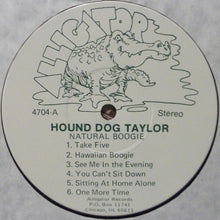 ALLIGATOR
4704-A
Stereo
HOUND DOG TAYLOR
NATURAL BOOGIE
1. Take Five
2. Hawaiian Boogie
3. See Me In the Evening
4. You Can't Sit Down
5. Sitting At Home Alone
6. One More Time
Alligator Records
P.O. Box 11741
Chicago, IL 60611